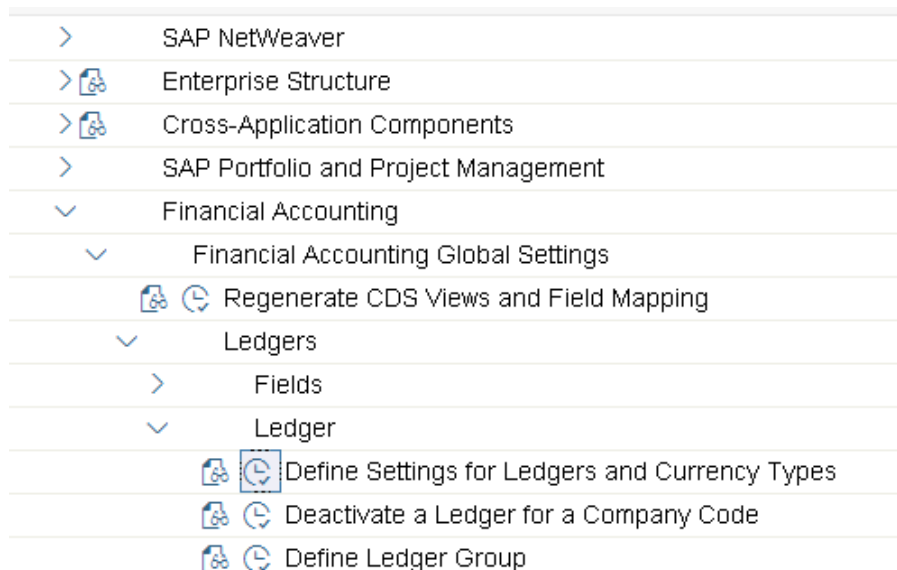 SAP NetWeaver
Enterprise Structure
Cross-Application Components
SAP Portfolio and Project Management
Financial Accounting
Financial Accounting Global Settings
Regenerate CDS Views and Field Mapping
Ledgers
Fields
Ledger
Define Settings for Ledgers and Currency Types
Deactivate a Ledger for a Company Code
Define Ledger Group